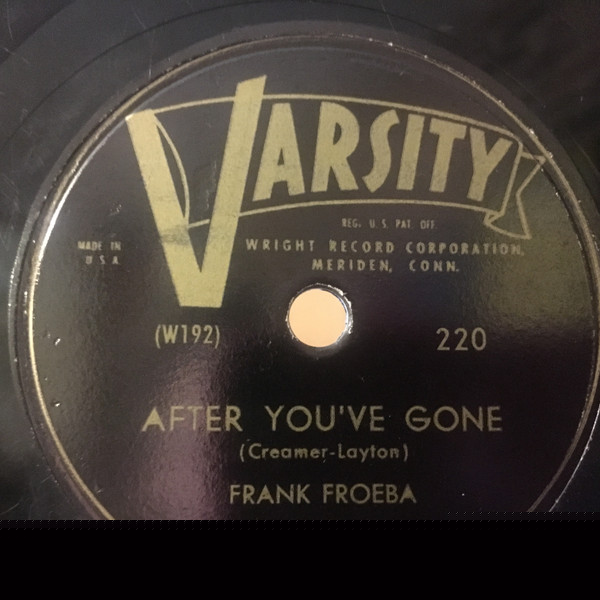 VARSITY
REG. U. S. PAT. OFF.
MADE IN
U. S. A.
WRIGHT RECORD CORPORATION,
MERIDEN, CONN.
(W192)
220
AFTER YOU'VE GONE
(Creamer-Layton)
FRANK FROEBA